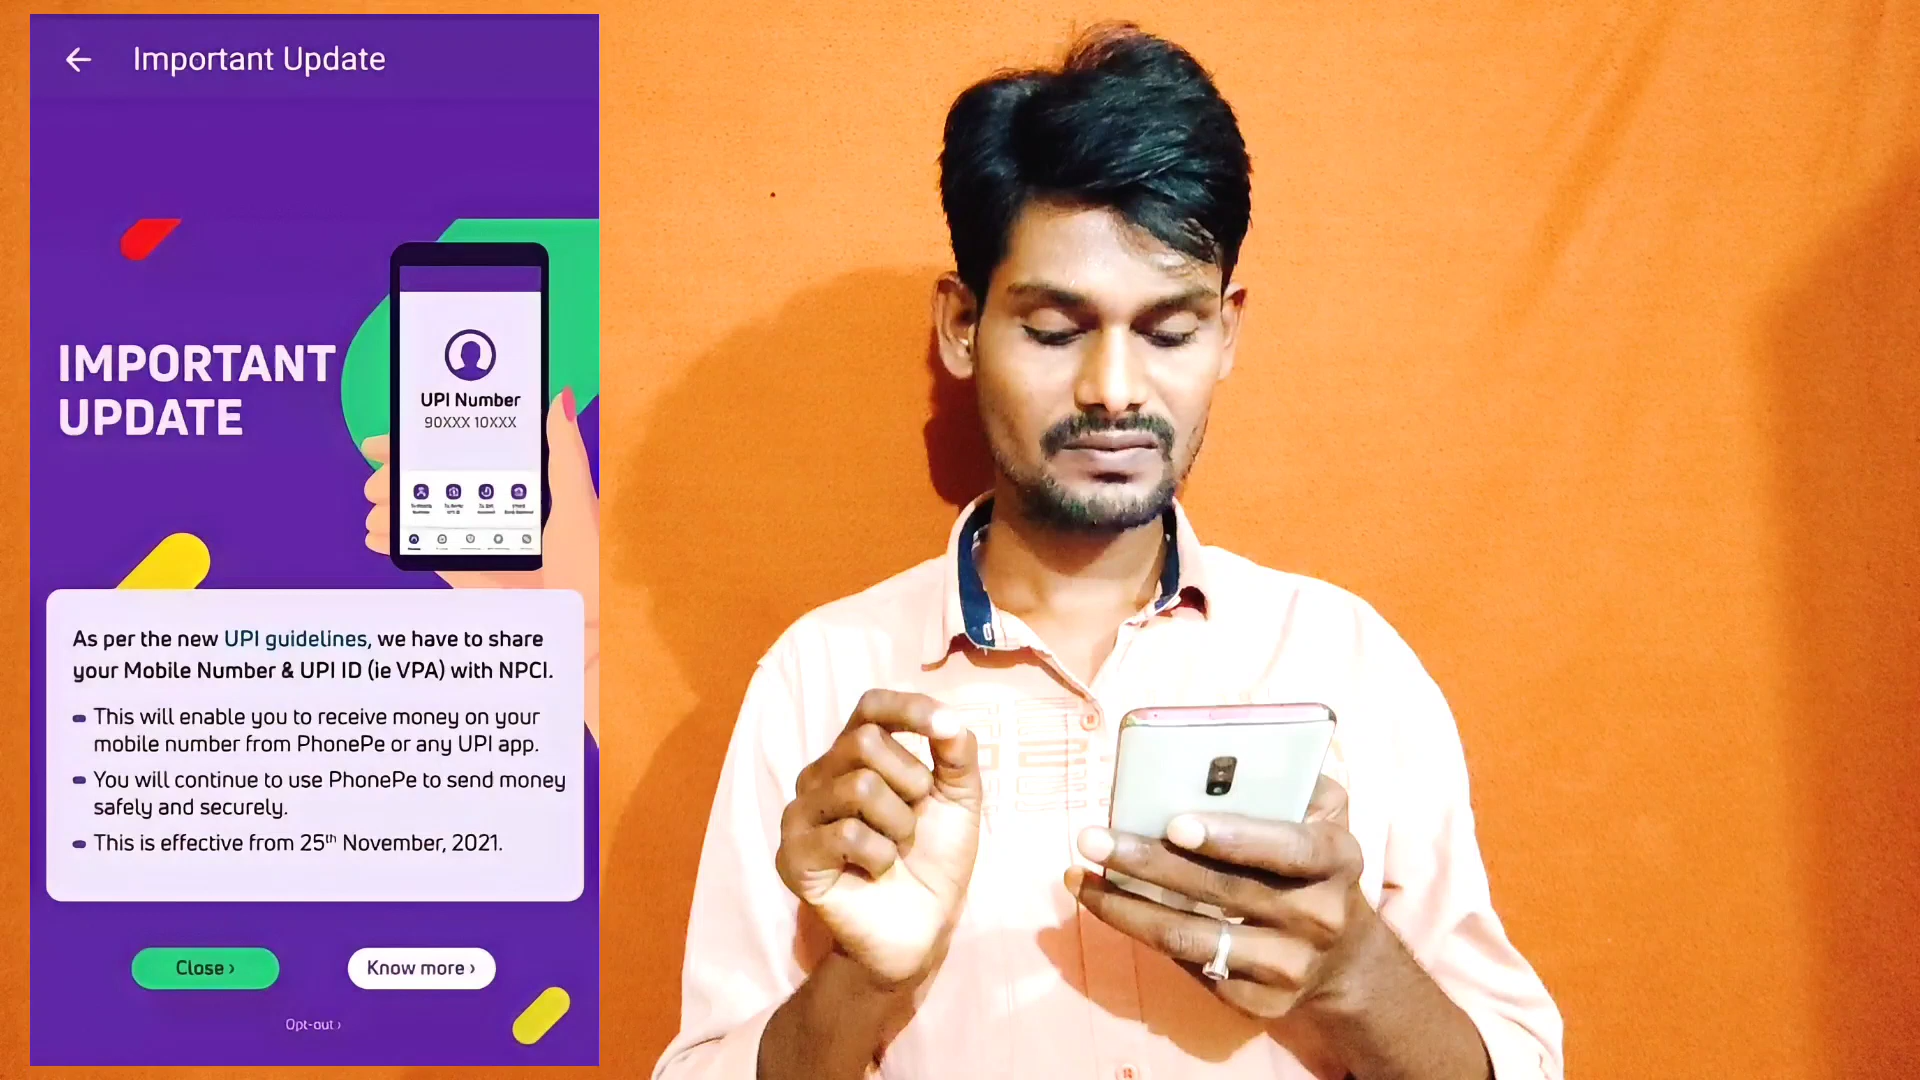 Important Update
IMPORTANT
UPDATE
UPI Number
90XXX 10XXX
As per the new UPI guidelines, we have to share
your Mobile Number & UPI ID (ie VPA) with NPCI.
This will enable you to receive money on your
mobile number from PhonePe or any UPI app.
You will continue to use PhonePe to send money
safely and securely.
This is effective from 25th November, 2021.
Close ›
Know more ›
Opt-out ›